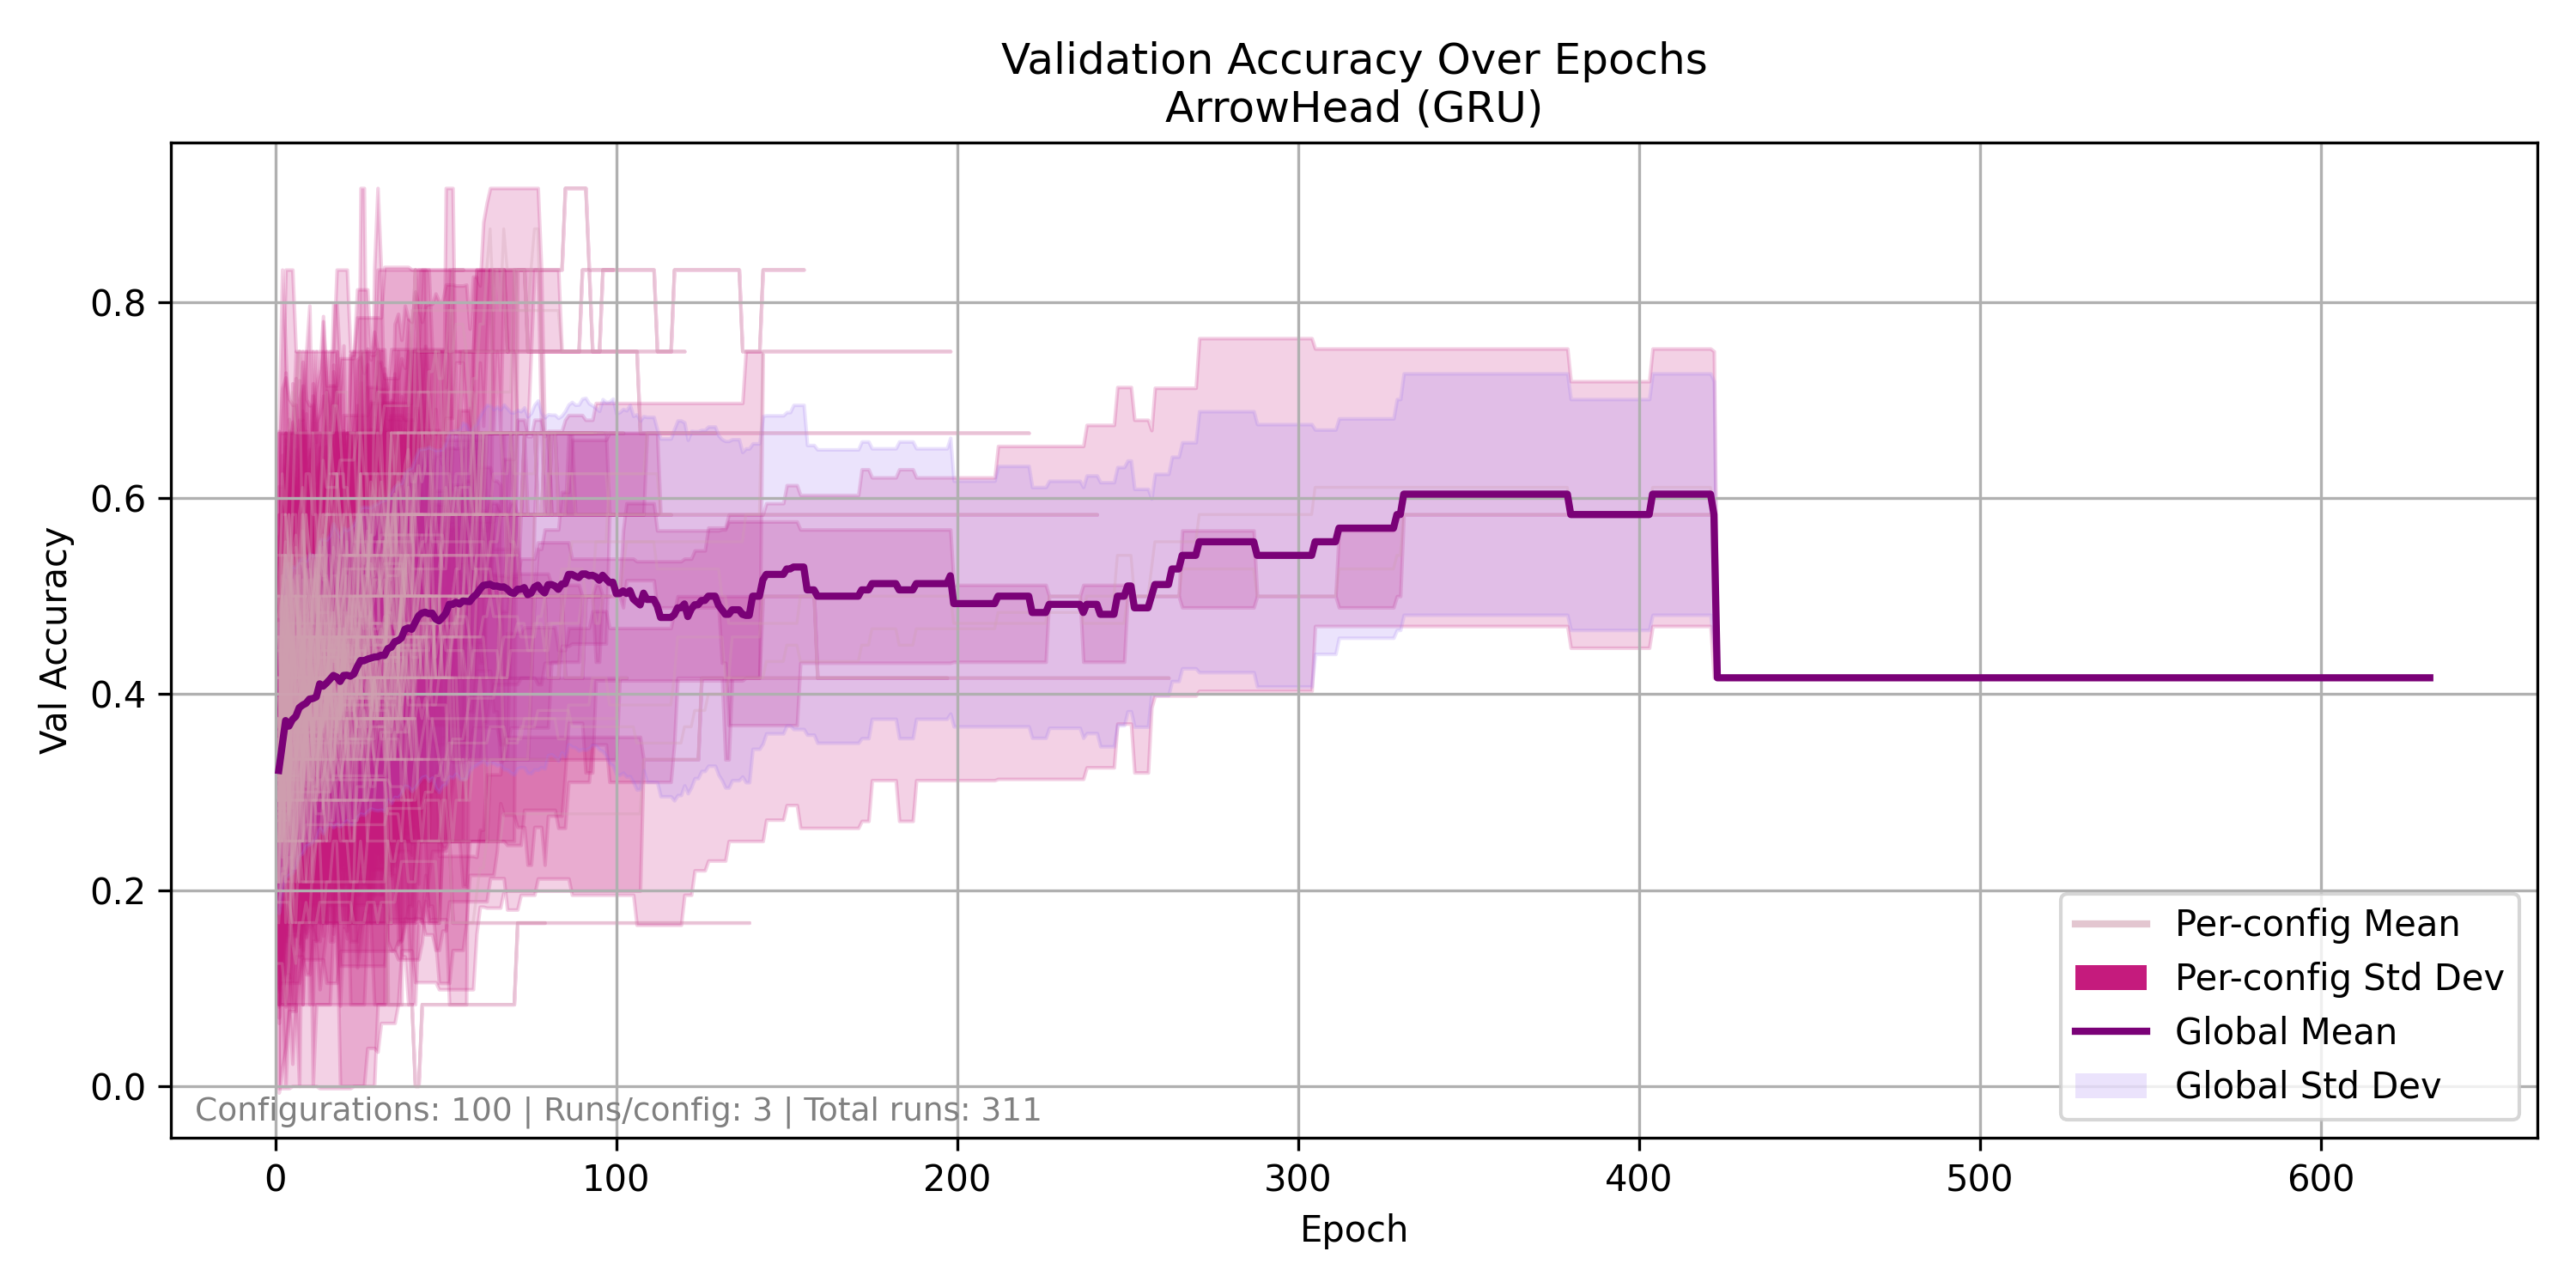 Validation Accuracy Over Epochs
ArrowHead (GRU)
Val Accuracy
0.8
0.6
0.4
0.2
0.0
Per-config Mean
Per-config Std Dev
Global Mean
Global Std Dev
Configurations: 100 | Runs/config: 3 | Total runs: 311
0 100 200 300 400 500 600
Epoch